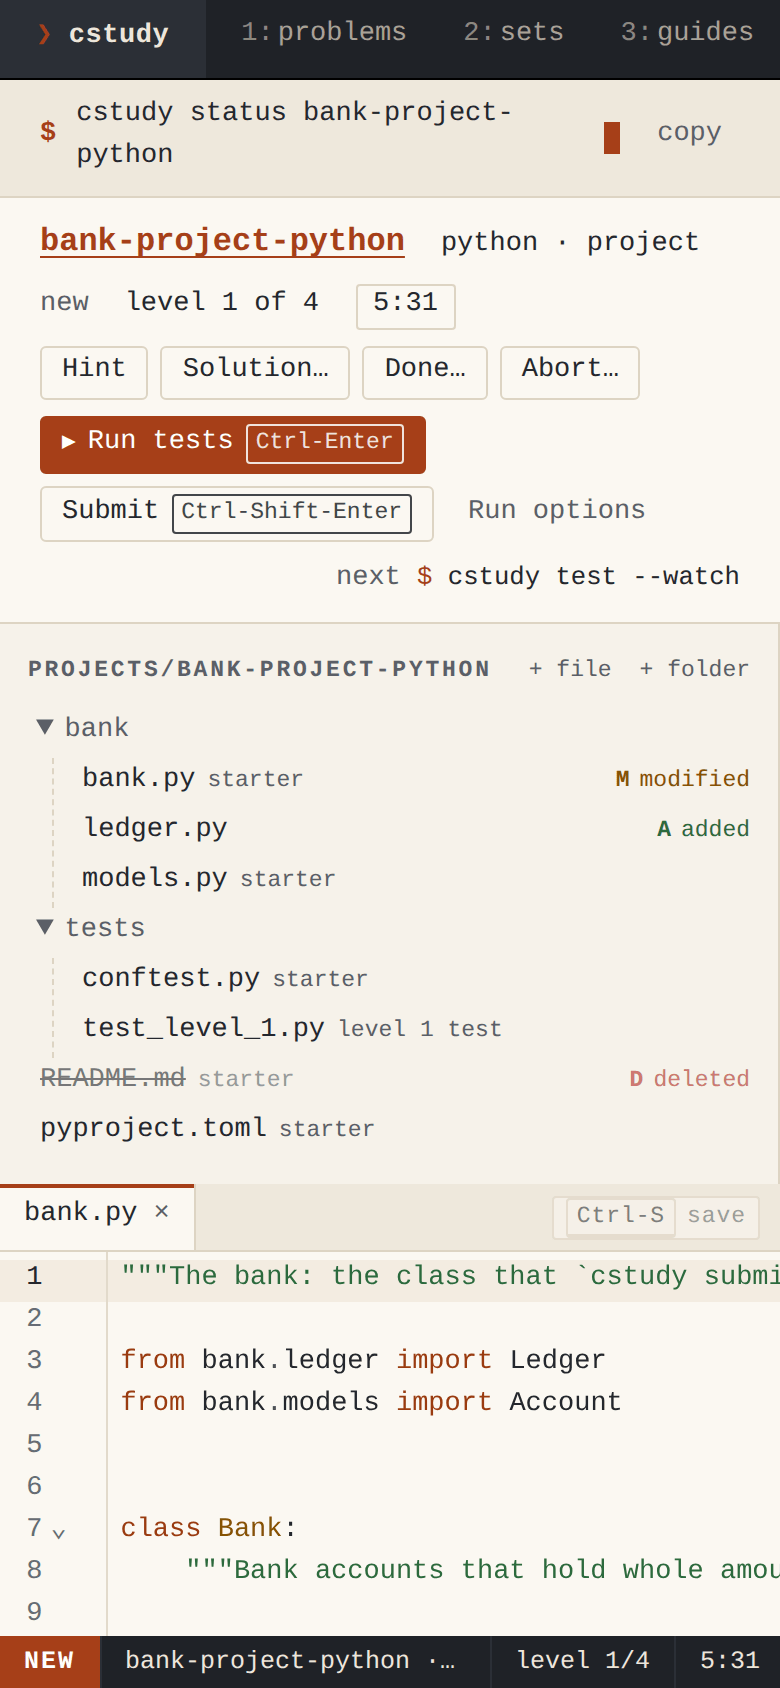 ❯ cstudy 1:problems 2:sets 3:guides
$ cstudy status bank-project-
python
copy
bank-project-python python · project
new level 1 of 4 5:31
Hint Solution… Done… Abort…
▶ Run tests Ctrl-Enter
Submit Ctrl-Shift-Enter Run options
next $ cstudy test --watch
PROJECTS/BANK-PROJECT-PYTHON + file + folder
▼ bank
bank.py starter M modified
ledger.py A added
models.py starter
▼ tests
conftest.py starter
test_level_1.py level 1 test
README.md starter D deleted
pyproject.toml starter
bank.py × Ctrl-S save
1 """The bank: the class that `cstudy submi
2
3 from bank.ledger import Ledger
4 from bank.models import Account
5
6
7 class Bank:
8 """Bank accounts that hold whole amou
9
NEW bank-project-python ·… level 1/4 5:31